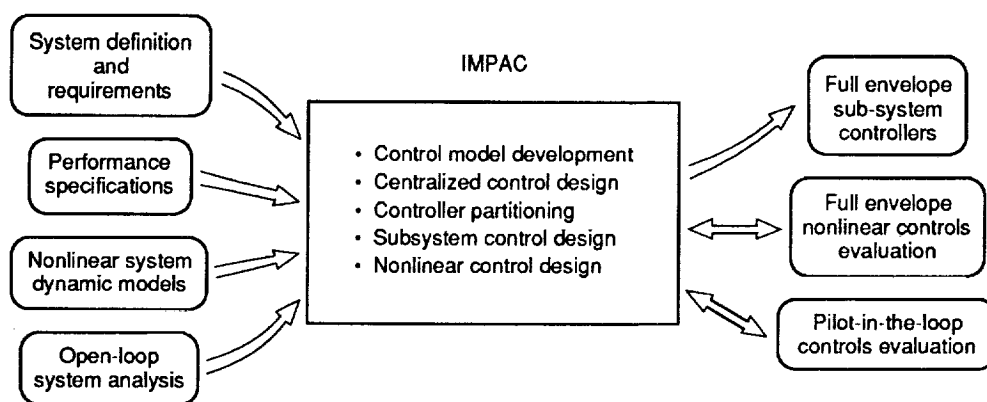 System definition
and
requirements
Performance
specifications
Nonlinear system
dynamic models
Open-loop
system analysis
IMPAC
• Control model development
• Centralized control design
• Controller partitioning
• Subsystem control design
• Nonlinear control design
Full envelope
sub-system
controllers
Full envelope
nonlinear controls
evaluation
Pilot-in-the-loop
controls evaluation